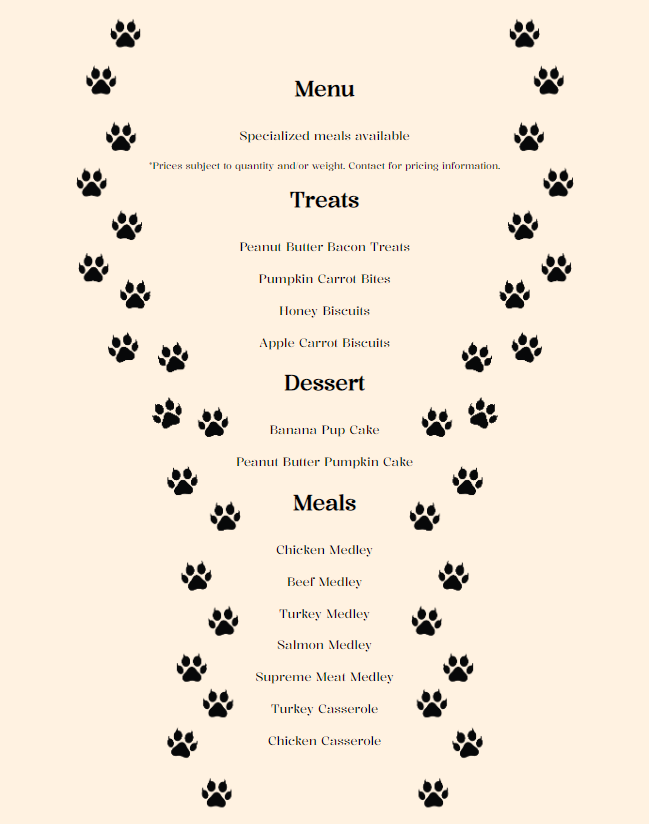 Menu
Specialized meals available
*Prices subject to quantity and/or weight. Contact for pricing information.
Treats
Peanut Butter Bacon Treats
Pumpkin Carrot Bites
Honey Biscuits
Apple Carrot Biscuits
Dessert
Banana Pup Cake
Peanut Butter Pumpkin Cake
Meals
Chicken Medley
Beef Medley
Turkey Medley
Salmon Medley
Supreme Meat Medley
Turkey Casserole
Chicken Casserole